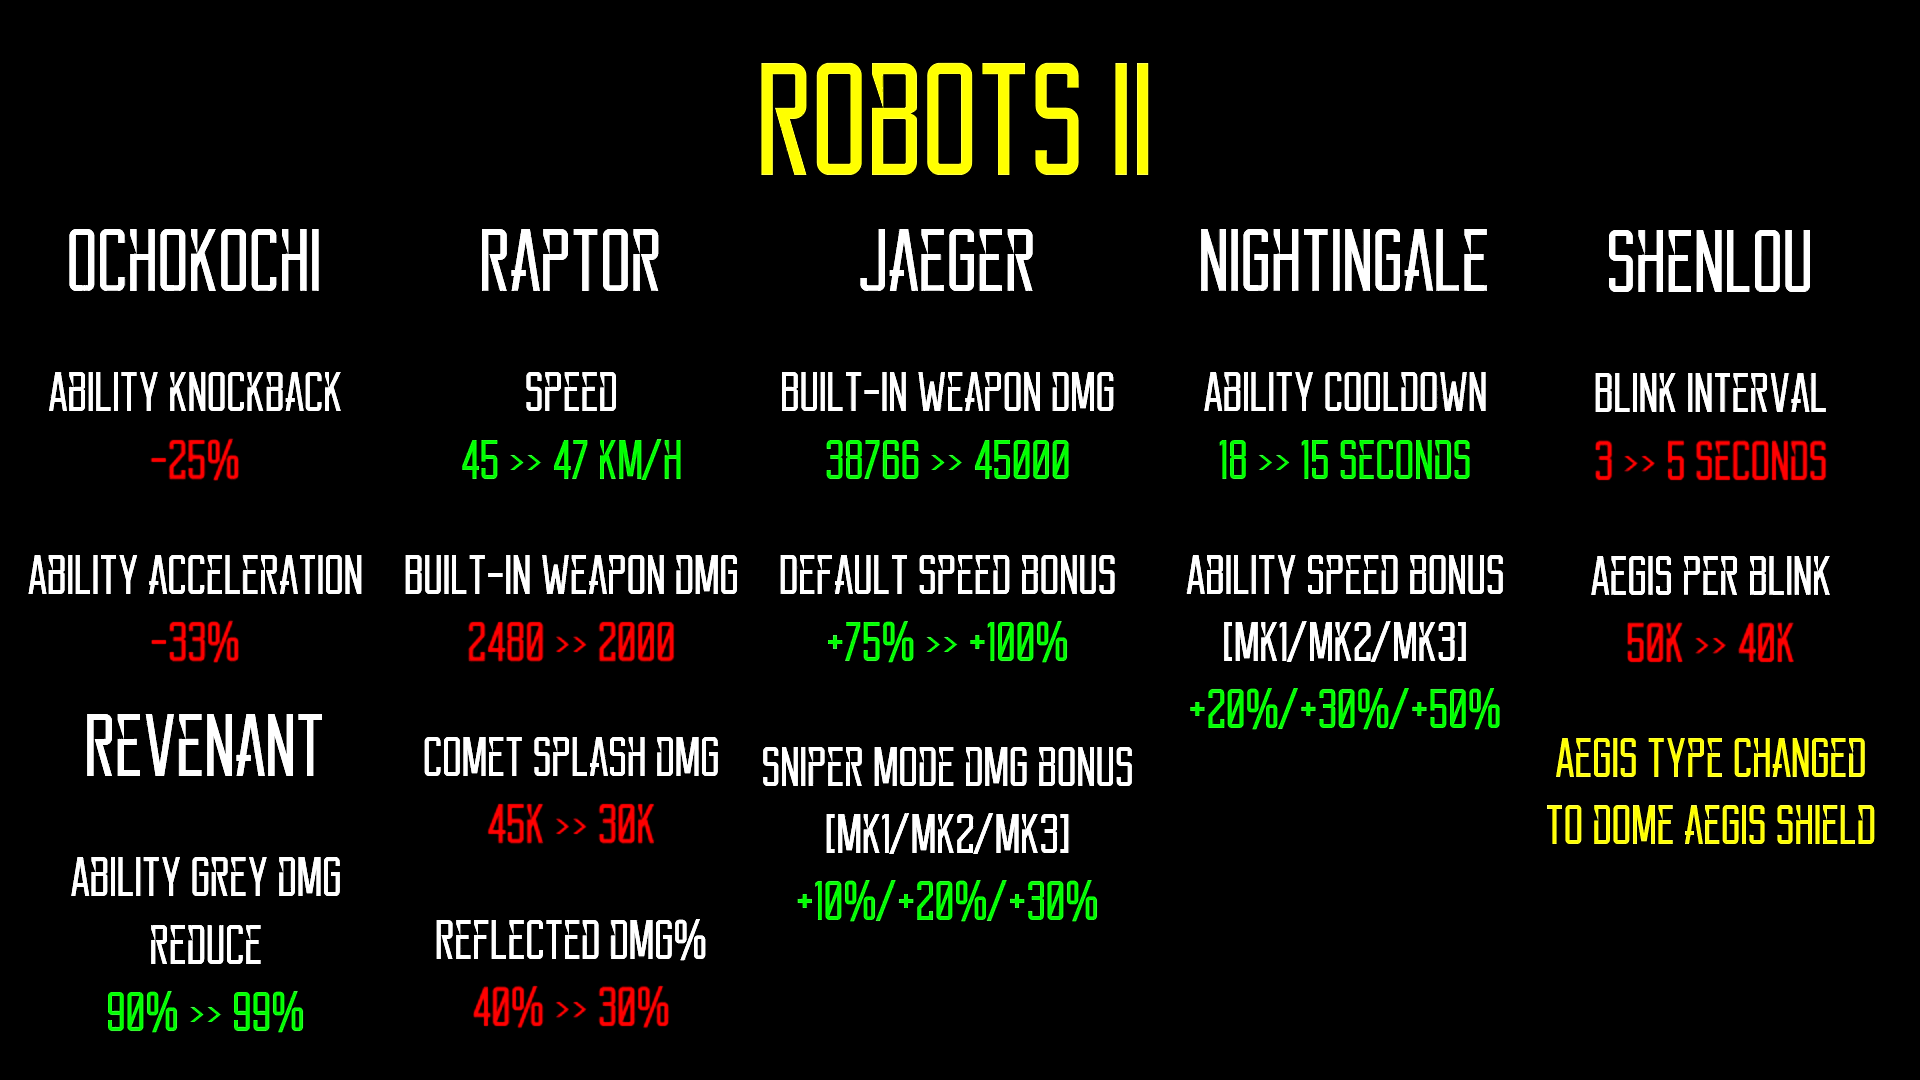 ROBOTS II
OCHOKOCHI
ABILITY KNOCKBACK
-25%
ABILITY ACCELERATION
-33%
REVENANT
ABILITY GREY DMG
REDUCE
90% >> 99%
RAPTOR
SPEED
45 >> 47 KM/H
BUILT-IN WEAPON DMG
2480 >> 2000
COMET SPLASH DMG
45K >> 30K
REFLECTED DMG%
40% >> 30%
JAEGER
BUILT-IN WEAPON DMG
38766 >> 45000
DEFAULT SPEED BONUS
+75% >> +100%
SNIPER MODE DMG BONUS
[MK1/MK2/MK3]
+10%/+20%/+30%
NIGHTINGALE
ABILITY COOLDOWN
18 >> 15 SECONDS
ABILITY SPEED BONUS
[MK1/MK2/MK3]
+20%/+30%/+50%
SHENLOU
BLINK INTERVAL
3 >> 5 SECONDS
AEGIS PER BLINK
50K >> 40K
AEGIS TYPE CHANGED
TO DOME AEGIS SHIELD